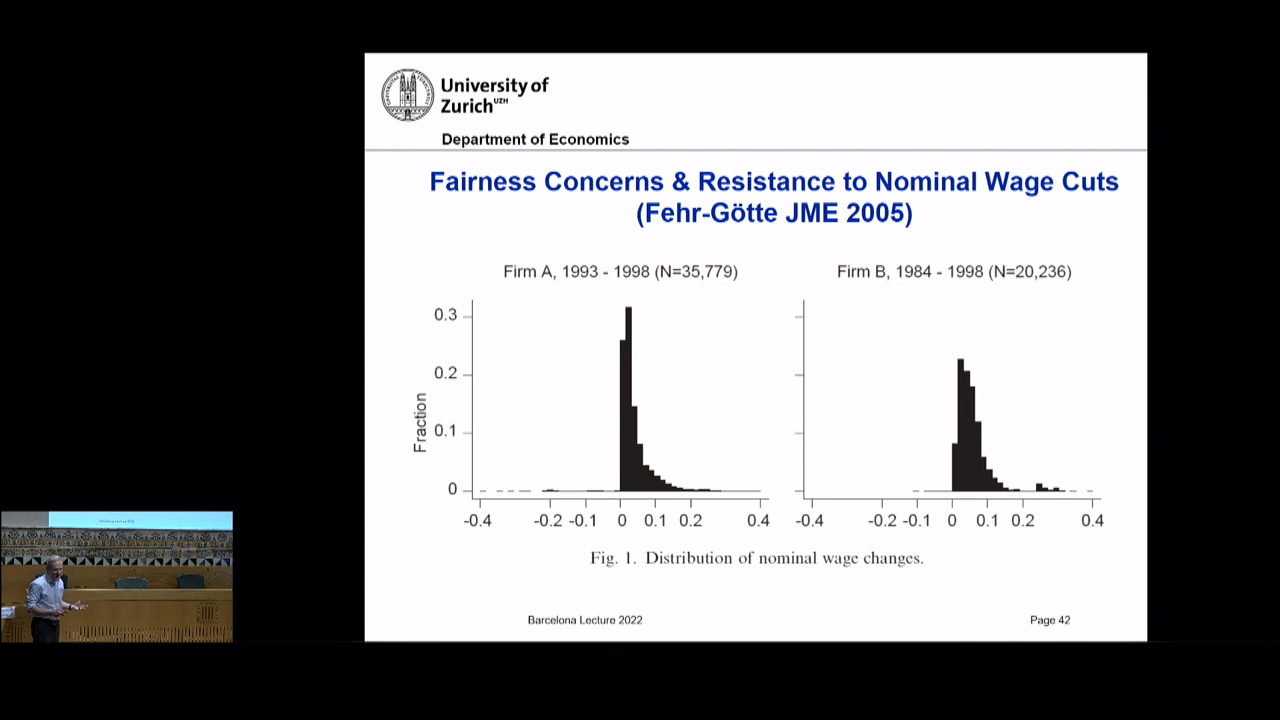 University of
Zurich UZH
Department of Economics
Fairness Concerns & Resistance to Nominal Wage Cuts
(Fehr-Götte JME 2005)
Firm A, 1993 - 1998 (N=35,779)
Firm B, 1984 - 1998 (N=20,236)
Fraction
0.3
0.2
0.1
0
-0.4 -0.2 -0.1 0 0.1 0.2 0.4
-0.4 -0.2 -0.1 0 0.1 0.2 0.4
Fig. 1. Distribution of nominal wage changes.
Barcelona Lecture 2022
Page 42